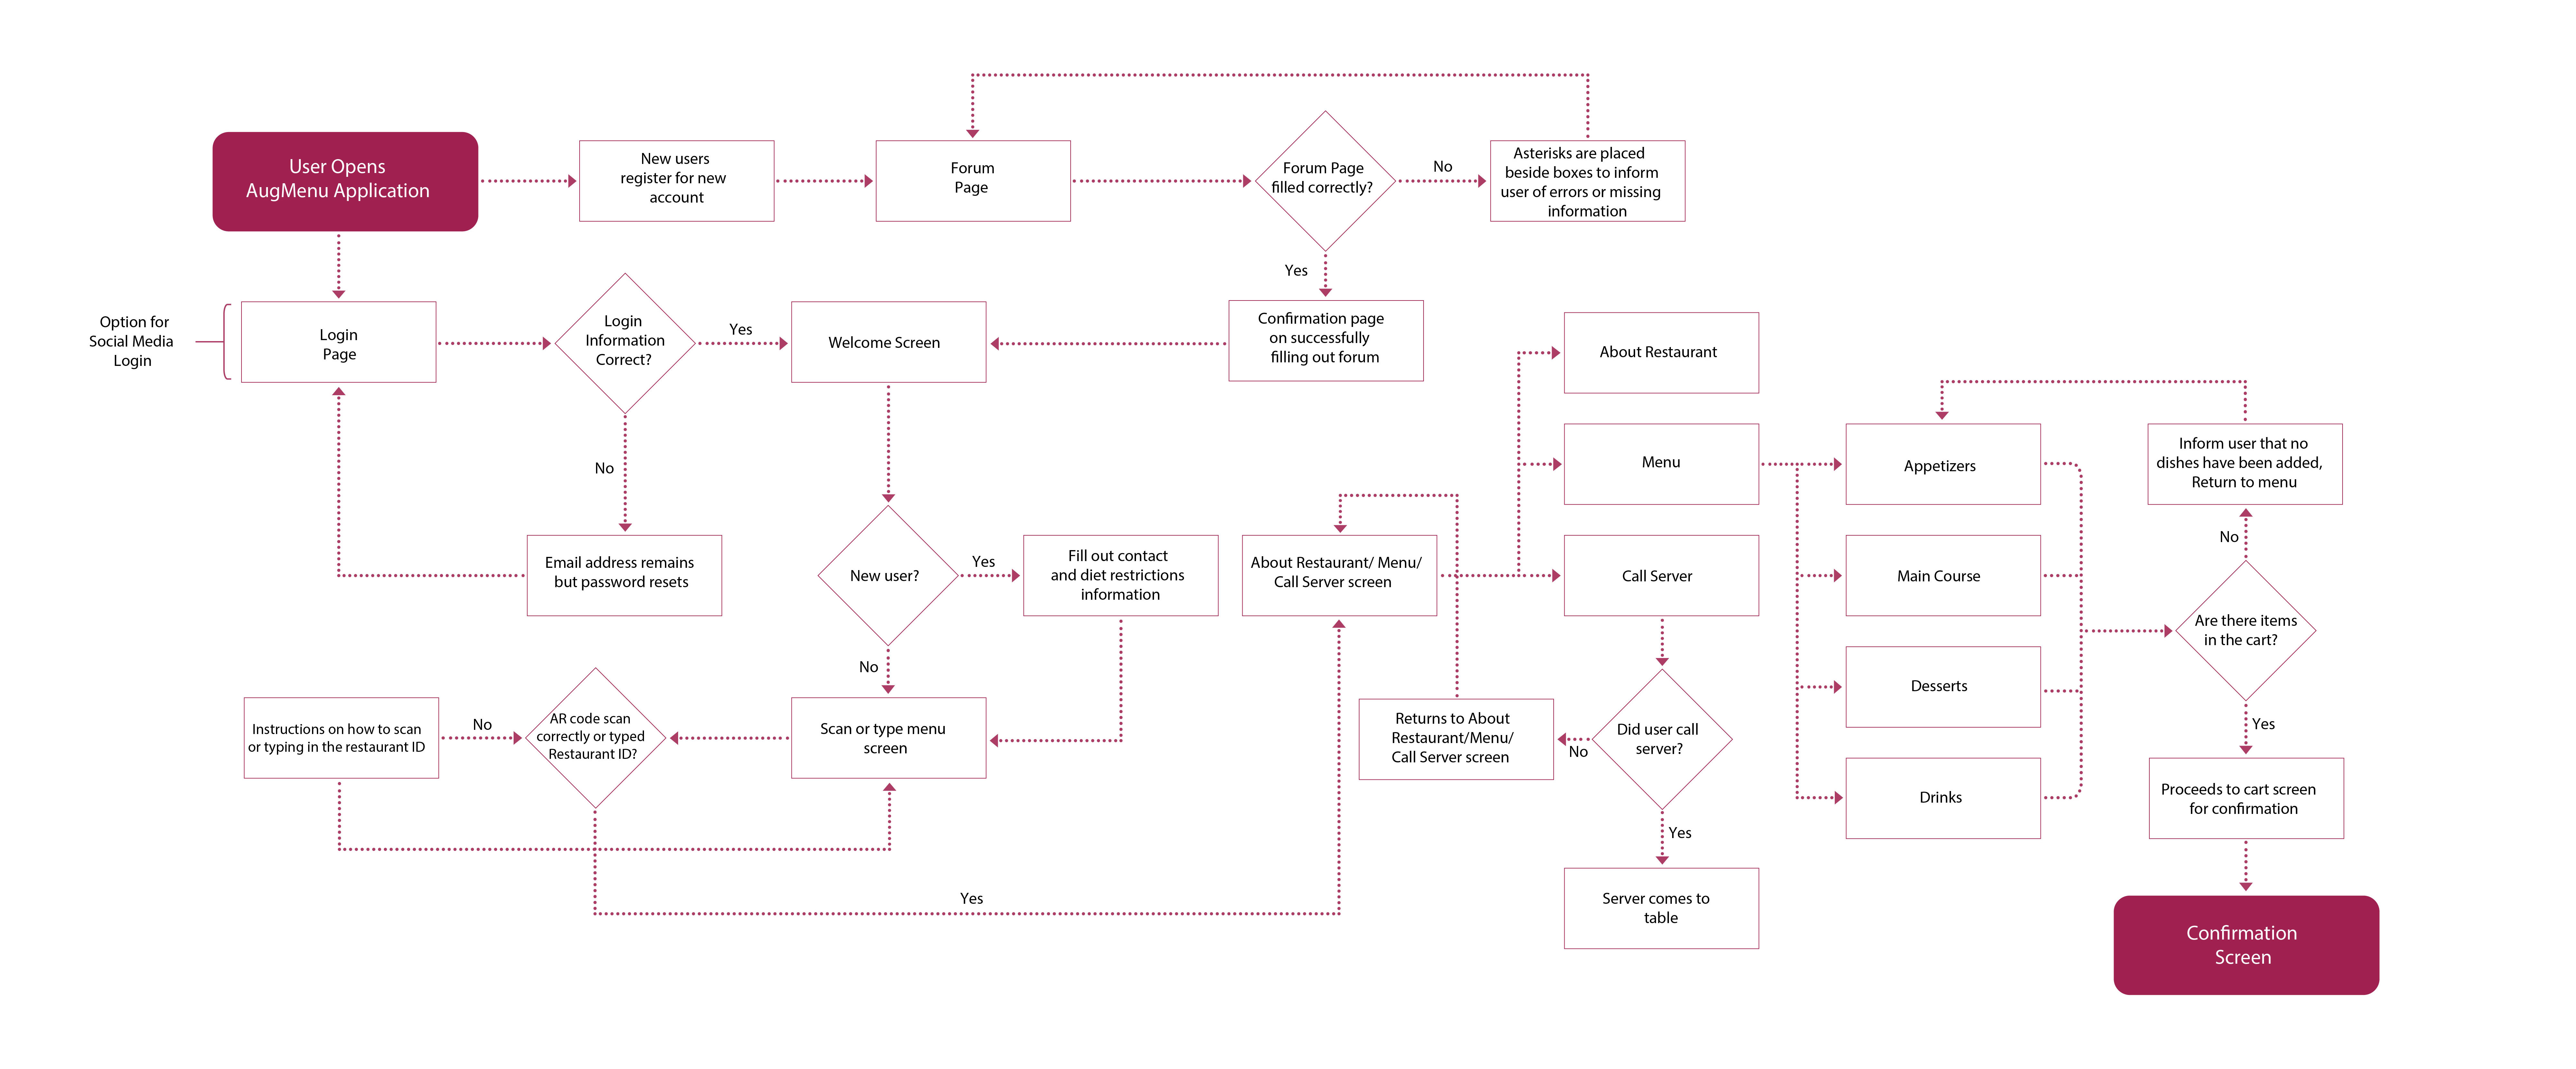 User Opens
AugMenu Application
New users
register for new
account
Forum
Page
Forum Page
filled correctly?
No
Asterisks are placed
beside boxes to inform
user of errors or missing
information
Yes
Option for
Social Media
Login
Login
Page
Login
Information
Correct?
Yes
Welcome Screen
Confirmation page
on successfully
filling out forum
About Restaurant
No
Menu
Appetizers
Inform user that no
dishes have been added,
Return to menu
Email address remains
but password resets
New user?
Yes
Fill out contact
and diet restrictions
information
About Restaurant/ Menu/
Call Server screen
Call Server
Main Course
No
Are there items
in the cart?
No
Instructions on how to scan
or typing in the restaurant ID
No
AR code scan
correctly or typed
Restaurant ID?
Scan or type menu
screen
Returns to About
Restaurant/Menu/
Call Server screen
No
Did user call
server?
Desserts
Yes
Drinks
Proceeds to cart screen
for confirmation
Yes
Yes
Server comes to
table
Confirmation
Screen